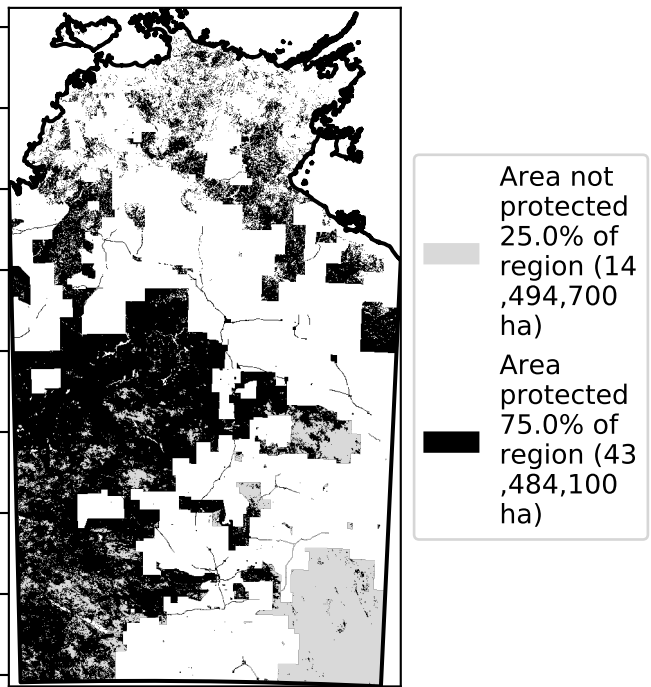 Area not
protected
25.0% of
region (14
,494,700
ha)
Area
protected
75.0% of
region (43
,484,100
ha)